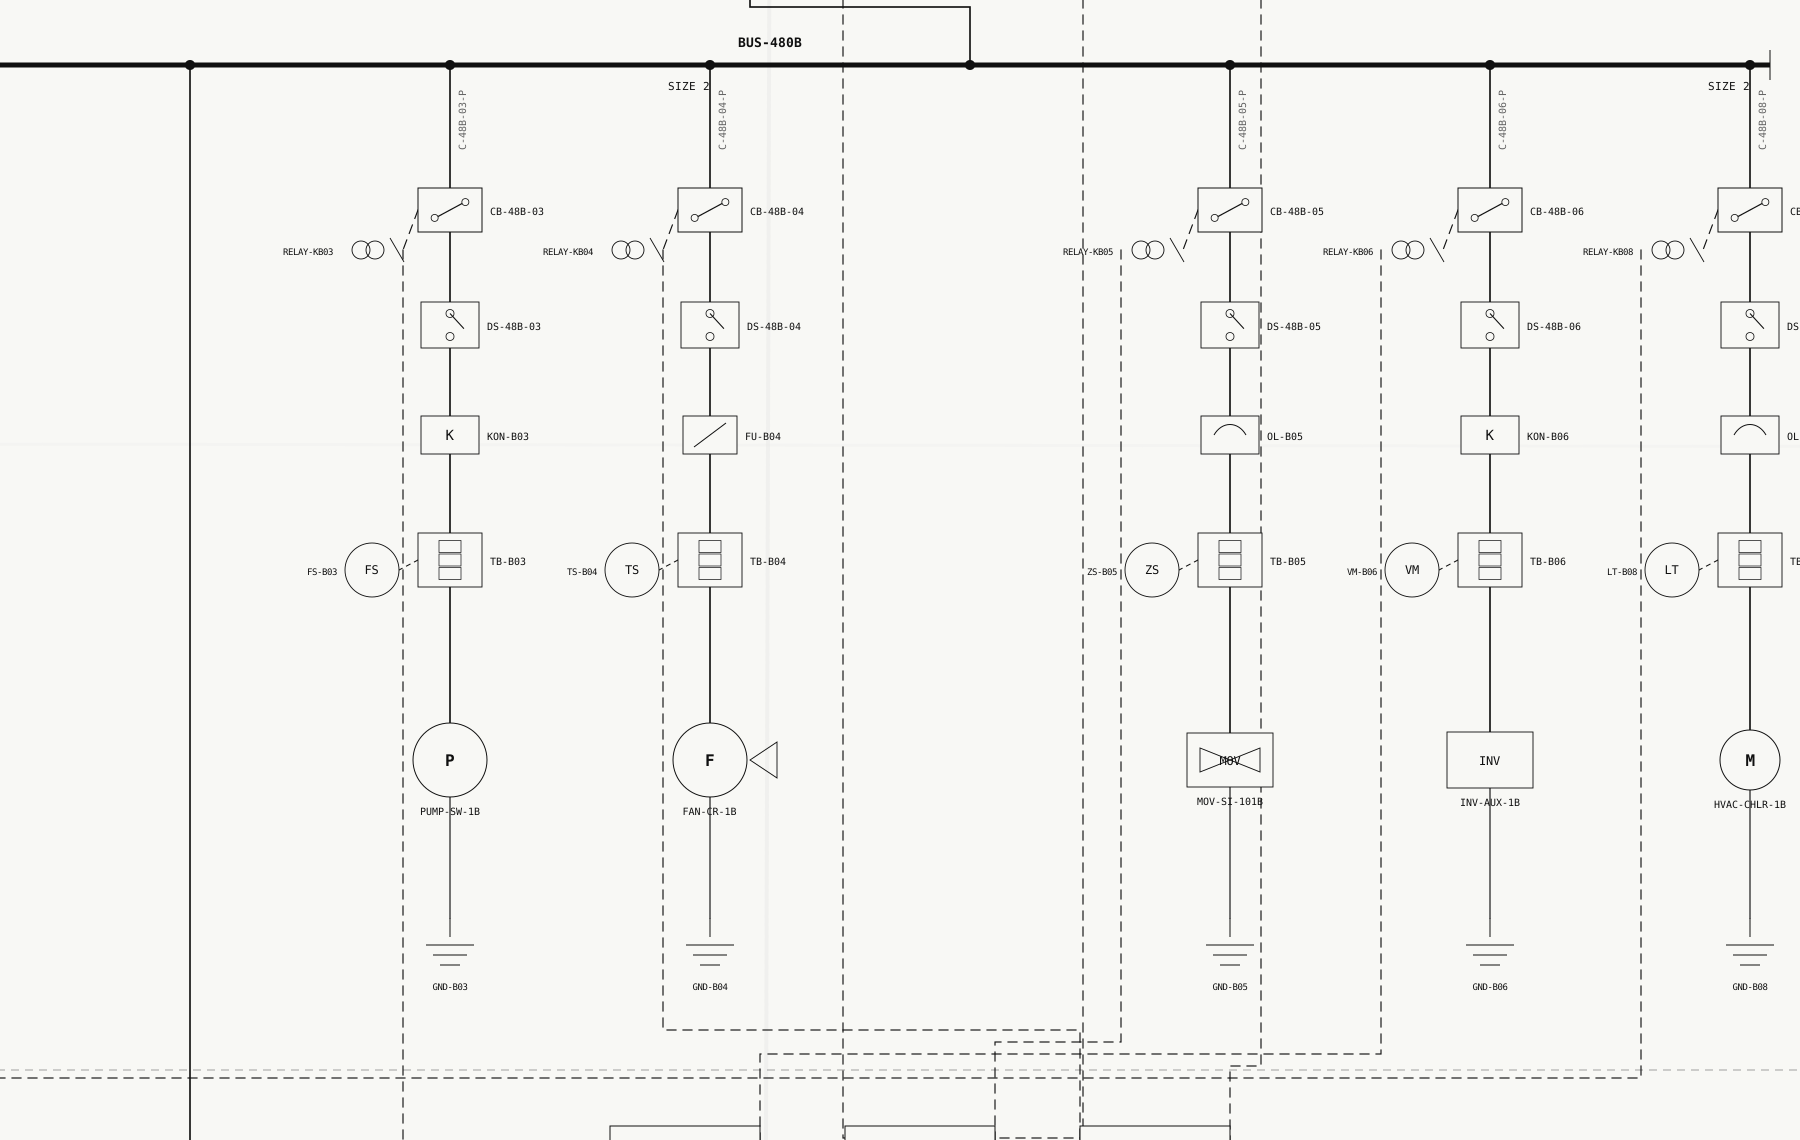 BUS-480B
SIZE 2
SIZE 2
C-48B-03-P
C-48B-04-P
C-48B-05-P
C-48B-06-P
C-48B-08-P
CB-48B-03
CB-48B-04
CB-48B-05
CB-48B-06
CB
RELAY-KB03
RELAY-KB04
RELAY-KB05
RELAY-KB06
RELAY-KB08
DS-48B-03
DS-48B-04
DS-48B-05
DS-48B-06
DS
K
KON-B03
FU-B04
OL-B05
K
KON-B06
OL
FS-B03
FS
TB-B03
TS-B04
TS
TB-B04
ZS-B05
ZS
TB-B05
VM-B06
VM
TB-B06
LT-B08
LT
TB
P
F
MOV
INV
M
PUMP-SW-1B
FAN-CR-1B
MOV-SI-101B
INV-AUX-1B
HVAC-CHLR-1B
GND-B03
GND-B04
GND-B05
GND-B06
GND-B08